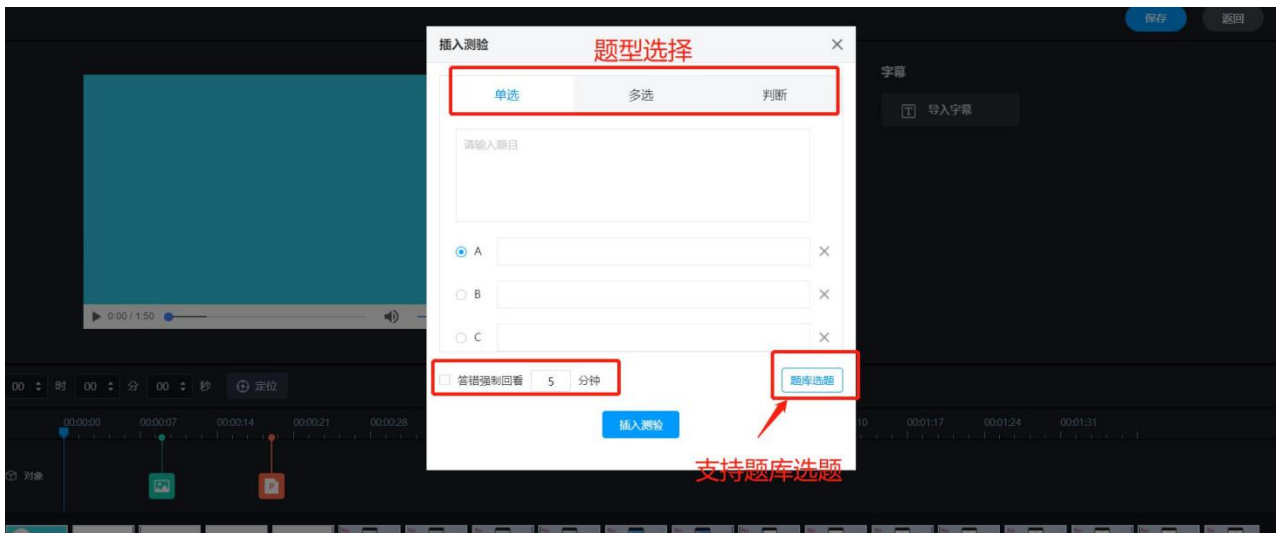 保存 返回
插入测验
题型选择
字幕
单选 多选 判断
导入字幕
请输入题目
A
B
C
0:00 / 1:50
答错强制回看 5 分钟
题库选题
00 时 00 分 00 秒 定位
插入测验
00:00:00 00:00:07 00:00:14 00:00:21 00:00:28 10 00:01:17 00:01:24 00:01:31
支持题库选题
对象
P